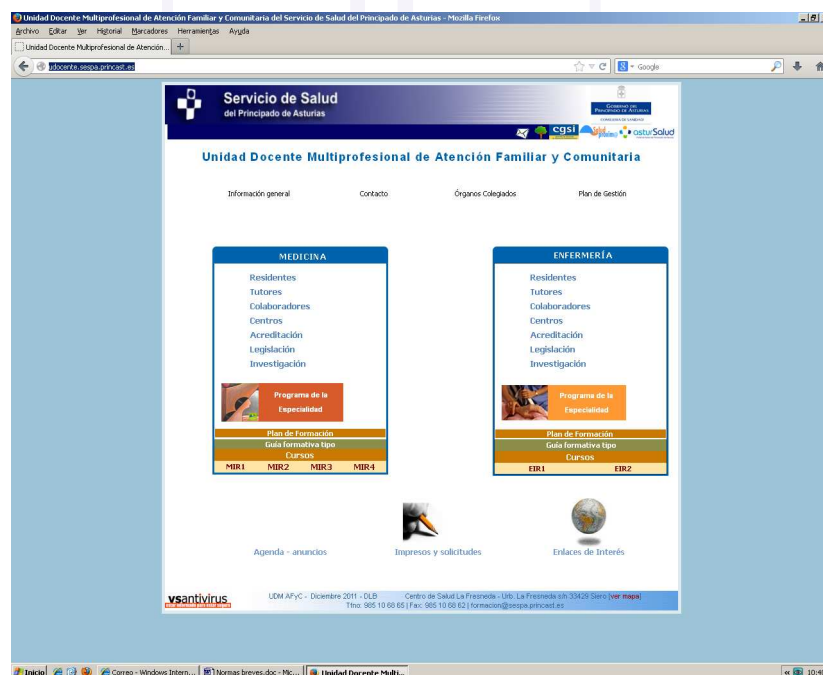 Unidad Docente Multiprofesional de Atención Familiar y Comunitaria del Servicio de Salud del Principado de Asturias - Mozilla Firefox
Archivo Editar Ver Historial Marcadores Herramientas Ayuda
Unidad Docente Multiprofesional de Atención... +
udocente.sespa.princast.es
Google
Servicio de Salud
del Principado de Asturias
GOBIERNO DEL
PRINCIPADO DE ASTURIAS
cgsi
asturSalud
Unidad Docente Multiprofesional de Atención Familiar y Comunitaria
Información general Contacto Órganos Colegiados Plan de Gestión
MEDICINA
Residentes
Tutores
Colaboradores
Centros
Acreditación
Legislación
Investigación
Programa de la
Especialidad
Plan de Formación
Guía formativa tipo
Cursos
MIR1 MIR2 MIR3 MIR4
ENFERMERÍA
Residentes
Tutores
Colaboradores
Centros
Acreditación
Legislación
Investigación
Programa de la
Especialidad
Plan de Formación
Guía formativa tipo
Cursos
EIR1 EIR2
Agenda - anuncios Impresos y solicitudes Enlaces de Interés
vsantivirus
UDM AFyC - Diciembre 2011 - DLB Centro de Salud La Fresneda - Urb. La Fresneda s/n 33429 Siero [ver mapa]
Tfno: 985 10 68 65 | Fax: 985 10 68 62 | formacion@sespa.princast.es
Inicio Correo - Windows Intern... Normas breves.doc - Mic... Unidad Docente Multi...